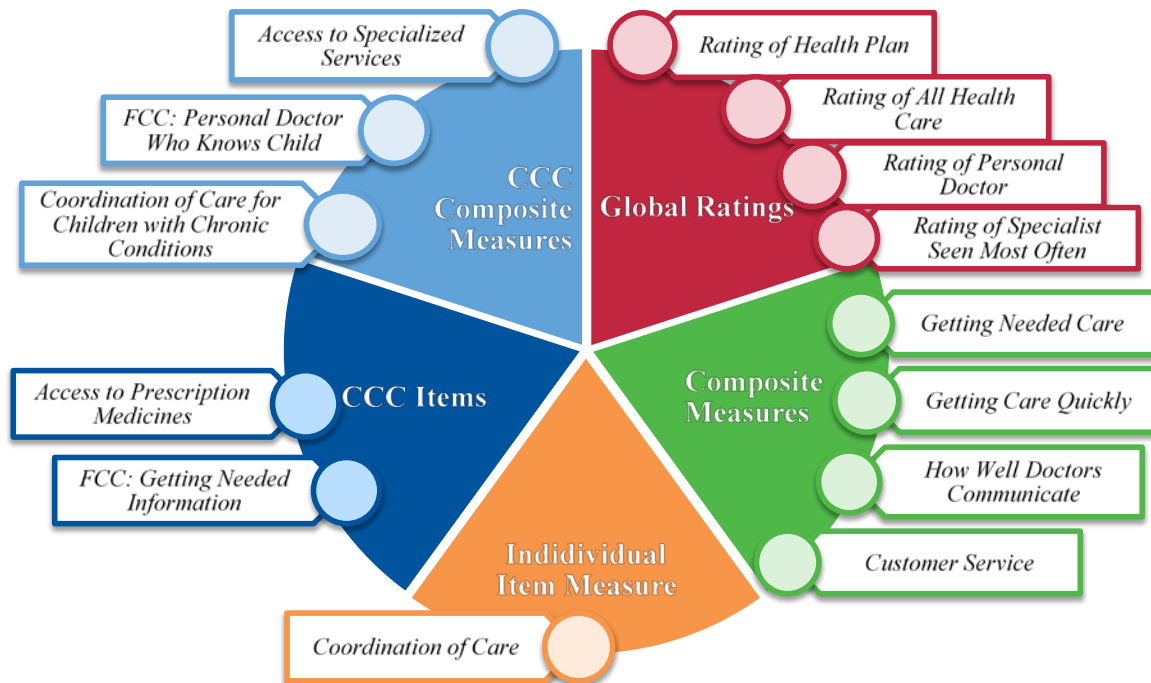 Access to Specialized
Services
FCC: Personal Doctor
Who Knows Child
Coordination of Care for
Children with Chronic
Conditions
CCC
Composite
Measures
Rating of Health Plan
Rating of All Health
Care
Rating of Personal
Doctor
Rating of Specialist
Seen Most Often
Global Ratings
Getting Needed Care
Getting Care Quickly
How Well Doctors
Communicate
Customer Service
Composite
Measures
Access to Prescription
Medicines
FCC: Getting Needed
Information
CCC Items
Indidividual
Item Measure
Coordination of Care